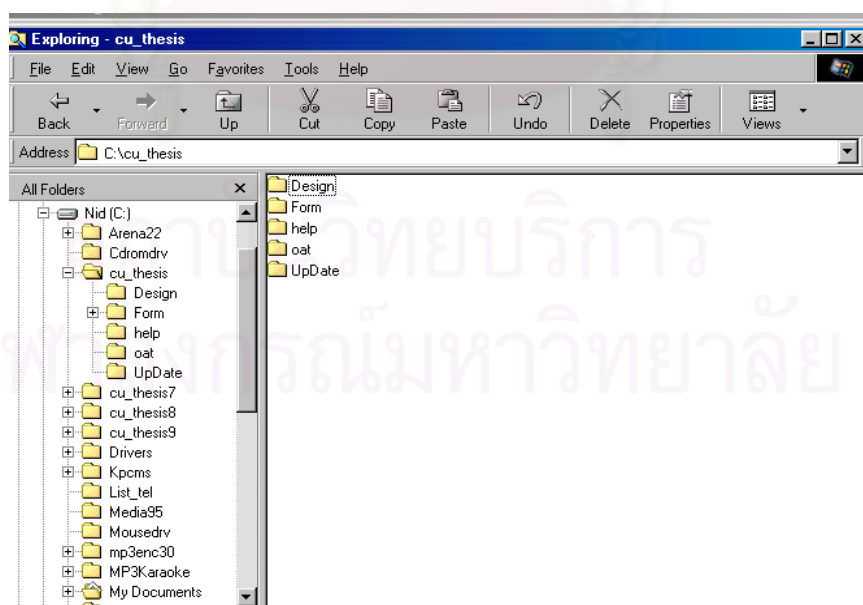 Exploring - cu_thesis
File Edit View Go Favorites Tools Help
Back Forward Up Cut Copy Paste Undo Delete Properties Views
Address C:\cu_thesis
All Folders
Nid (C:)
Arena22
Cdromdrv
cu_thesis
Design
Form
help
oat
UpDate
cu_thesis7
cu_thesis8
cu_thesis9
Drivers
Kpcms
List_tel
Media95
Mousedrv
mp3enc30
MP3Karaoke
My Documents
Design
Form
help
oat
UpDate